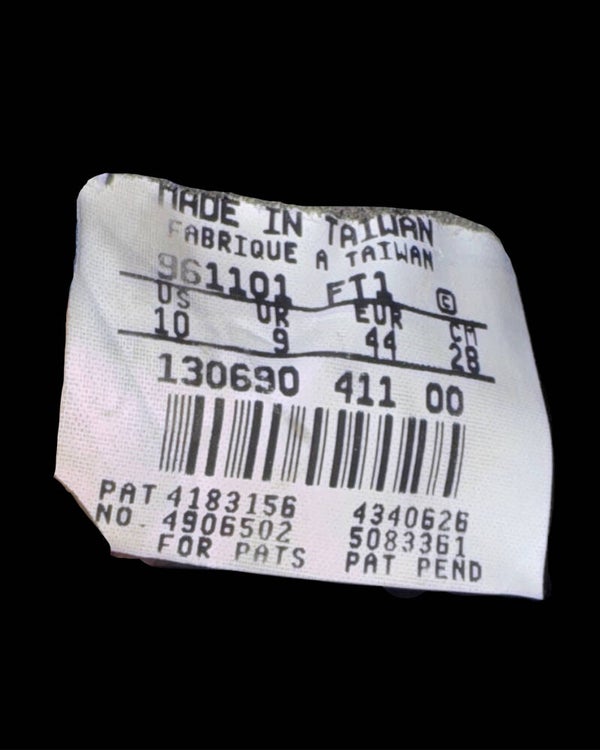 MADE IN TAIWAN
FABRIQUE A TAIWAN
961101 FT1 C
US UK EUR CM
10 9 44 28
130690 411 00
PAT 4183156 4340626
NO. 4906502 5083361
FOR PATS PAT PEND